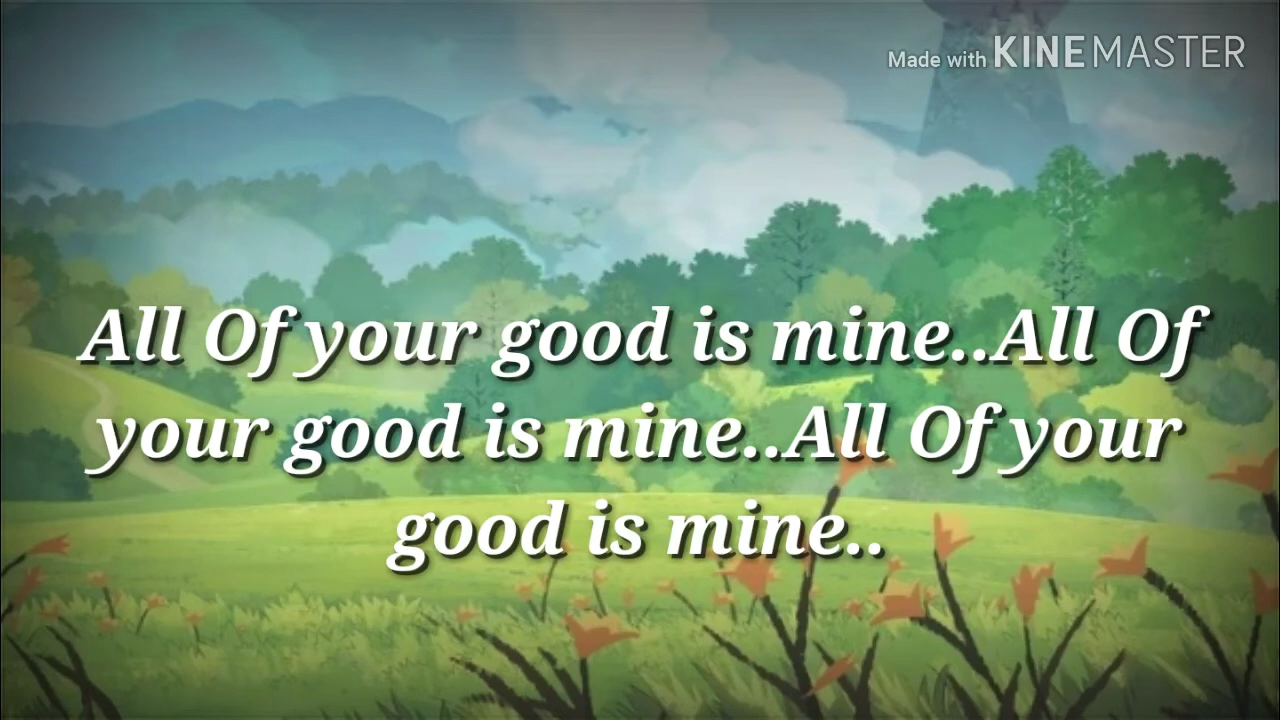 Made with KINEMASTER
All Of your good is mine..All Of
your good is mine..All Of your
good is mine..